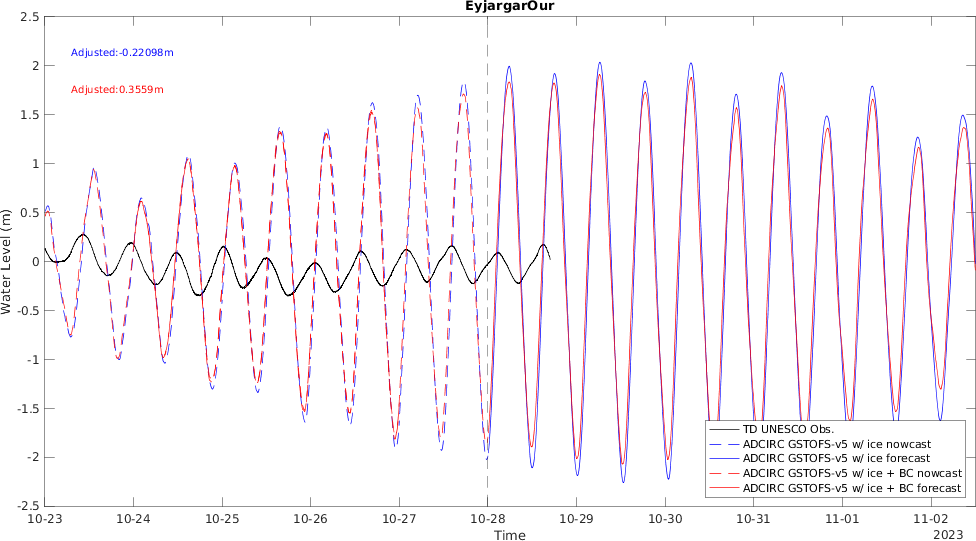 EyjargarOur
2.5
2
1.5
1
0.5
0
-0.5
-1
-1.5
-2
-2.5
Water Level (m)
Adjusted:-0.22098m
Adjusted:0.3559m
TD UNESCO Obs.
ADCIRC GSTOFS-v5 w/ ice nowcast
ADCIRC GSTOFS-v5 w/ ice forecast
ADCIRC GSTOFS-v5 w/ ice + BC nowcast
ADCIRC GSTOFS-v5 w/ ice + BC forecast
10-23 10-24 10-25 10-26 10-27 10-28 10-29 10-30 10-31 11-01 11-02
Time
2023